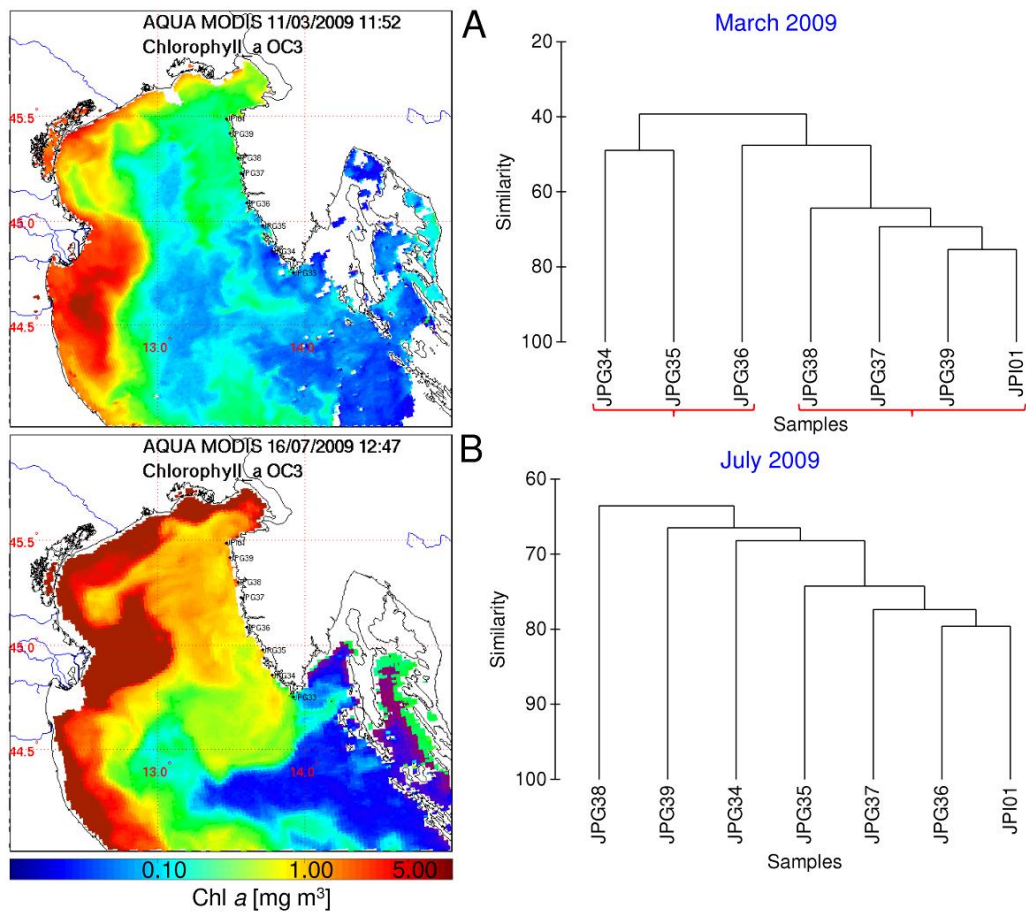 AQUA MODIS 11/03/2009 11:52
Chlorophyll_a OC3
45.5°
45.0
44.5
13.0°
14.0
JPI01
JPG39
JPG38
JPG37
JPG36
JPG35
JPG34
JPG33
A
March 2009
20
40
60
80
100
Similarity
JPG34
JPG35
JPG36
JPG38
JPG37
JPG39
JPI01
Samples
AQUA MODIS 16/07/2009 12:47
Chlorophyll_a OC3
45.5°
45.0
44.5
13.0°
14.0
JPI01
JPG39
JPG38
JPG37
JPG36
JPG35
JPG34
JPG33
0.10 1.00 5.00
Chl a [mg m³]
B
July 2009
60
70
80
90
100
Similarity
JPG38
JPG39
JPG34
JPG35
JPG37
JPG36
JPI01
Samples